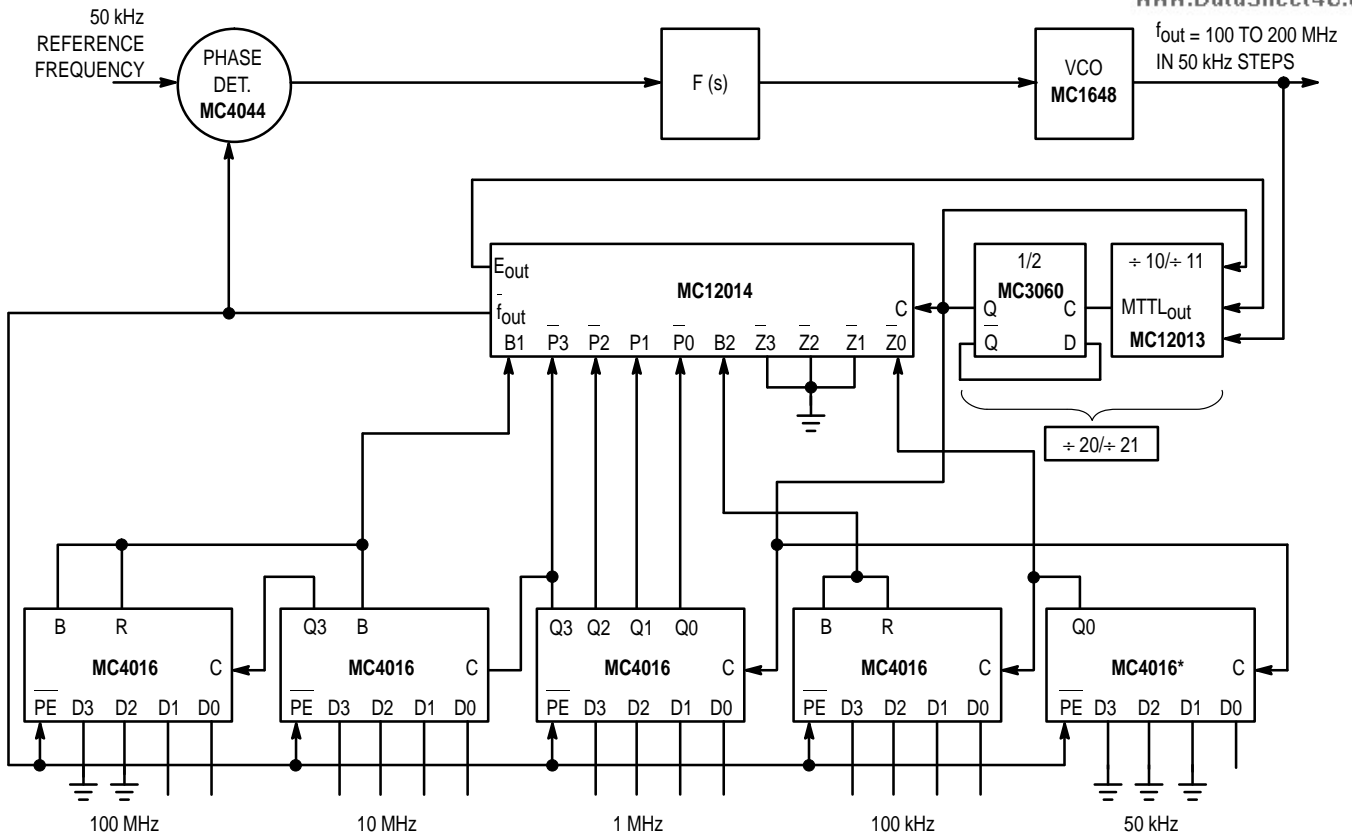 50 kHz
REFERENCE
FREQUENCY
PHASE
DET.
MC4044
F (s)
VCO
MC1648
fout = 100 TO 200 MHz
IN 50 kHz STEPS
Eout
fout
MC12014
C
B1 P3 P2 P1 P0 B2 Z3 Z2 Z1 Z0
1/2
MC3060
Q C
Q D
÷ 10/÷ 11
MTTLout
MC12013
÷ 20/÷ 21
B R
MC4016
C
PE D3 D2 D1 D0
100 MHz
Q3 B
MC4016
C
PE D3 D2 D1 D0
10 MHz
Q3 Q2 Q1 Q0
MC4016
C
PE D3 D2 D1 D0
1 MHz
B R
MC4016
C
PE D3 D2 D1 D0
100 kHz
Q0
MC4016*
C
PE D3 D2 D1 D0
50 kHz